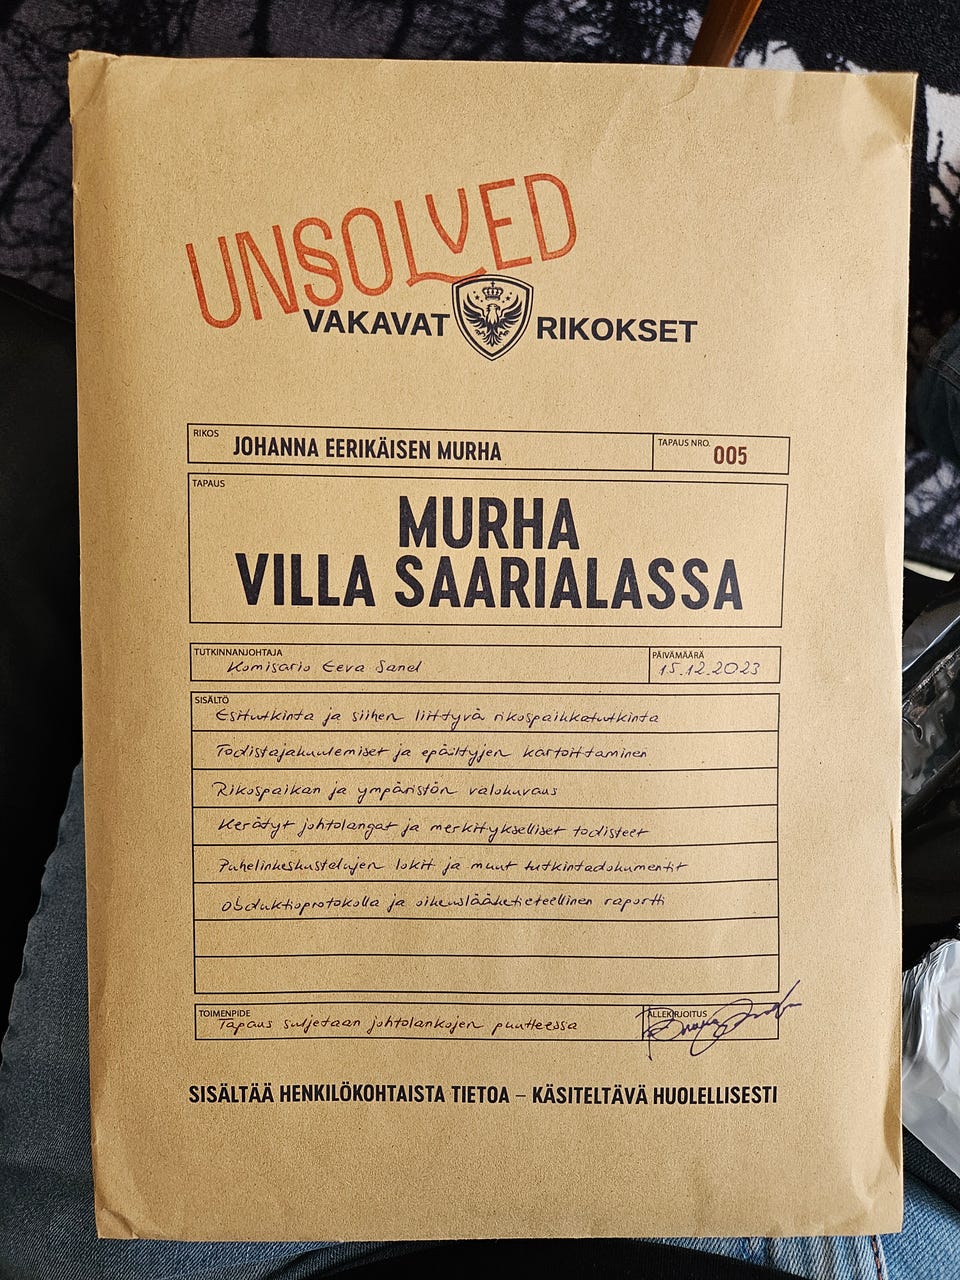 UNSOLVED
VAKAVAT RIKOKSET
RIKOS
JOHANNA EERIKÄISEN MURHA
TAPAUS NRO.
005
TAPAUS
MURHA
VILLA SAARIALASSA
TUTKINNANJOHTAJA
Komisario Eeva Sand
PÄIVÄMÄÄRÄ
15.12.2023
SISÄLTÖ
Esitutkinta ja siihen liittyvä rikospaikkatutkinta
Todistajakuulemiset ja epäiltyjen kartoittaminen
Rikospaikan ja ympäristön valokuvaus
Kerätyt johtolangat ja merkitykselliset todisteet
Puhelinkeskustelujen lokit ja muut tutkintadokumentit
Obduktioprotokolla ja oikeuslääketieteellinen raportti
TOIMENPIDE
Tapaus suljetaan johtolankojen puutteessa
ALLEKIRJOITUS
SISÄLTÄÄ HENKILÖKOHTAISTA TIETOA – KÄSITELTÄVÄ HUOLELLISESTI